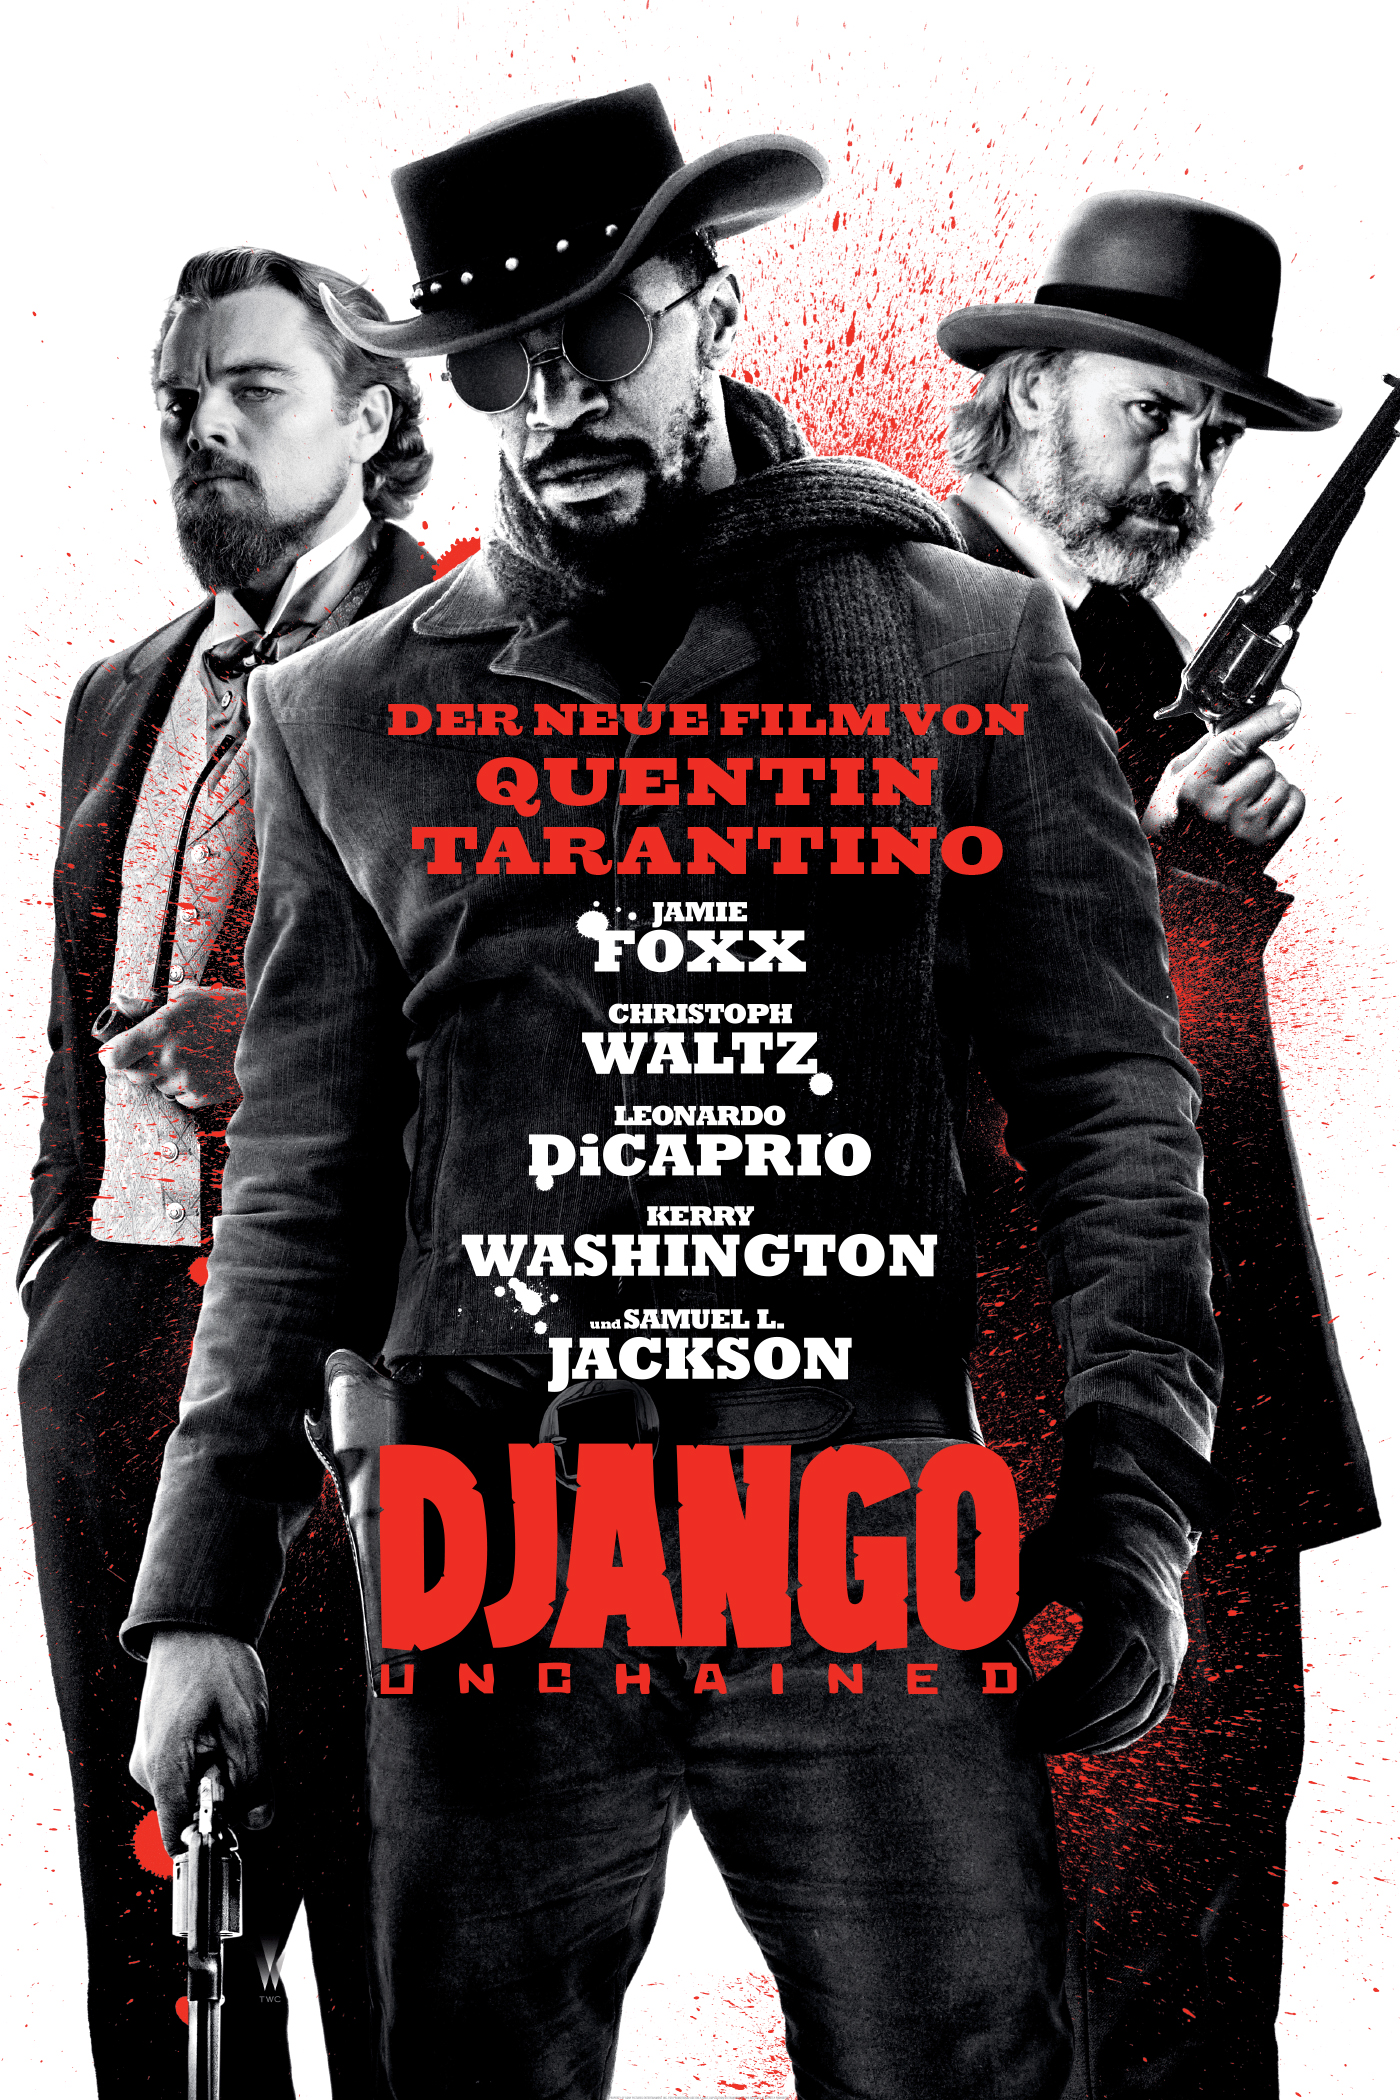 DER NEUE FILM VON
QUENTIN
TARANTINO
JAMIE
FOXX
CHRISTOPH
WALTZ
LEONARDO
DiCAPRIO
KERRY
WASHINGTON
und SAMUEL L.
JACKSON
DJANGO
UNCHAINED
TWC